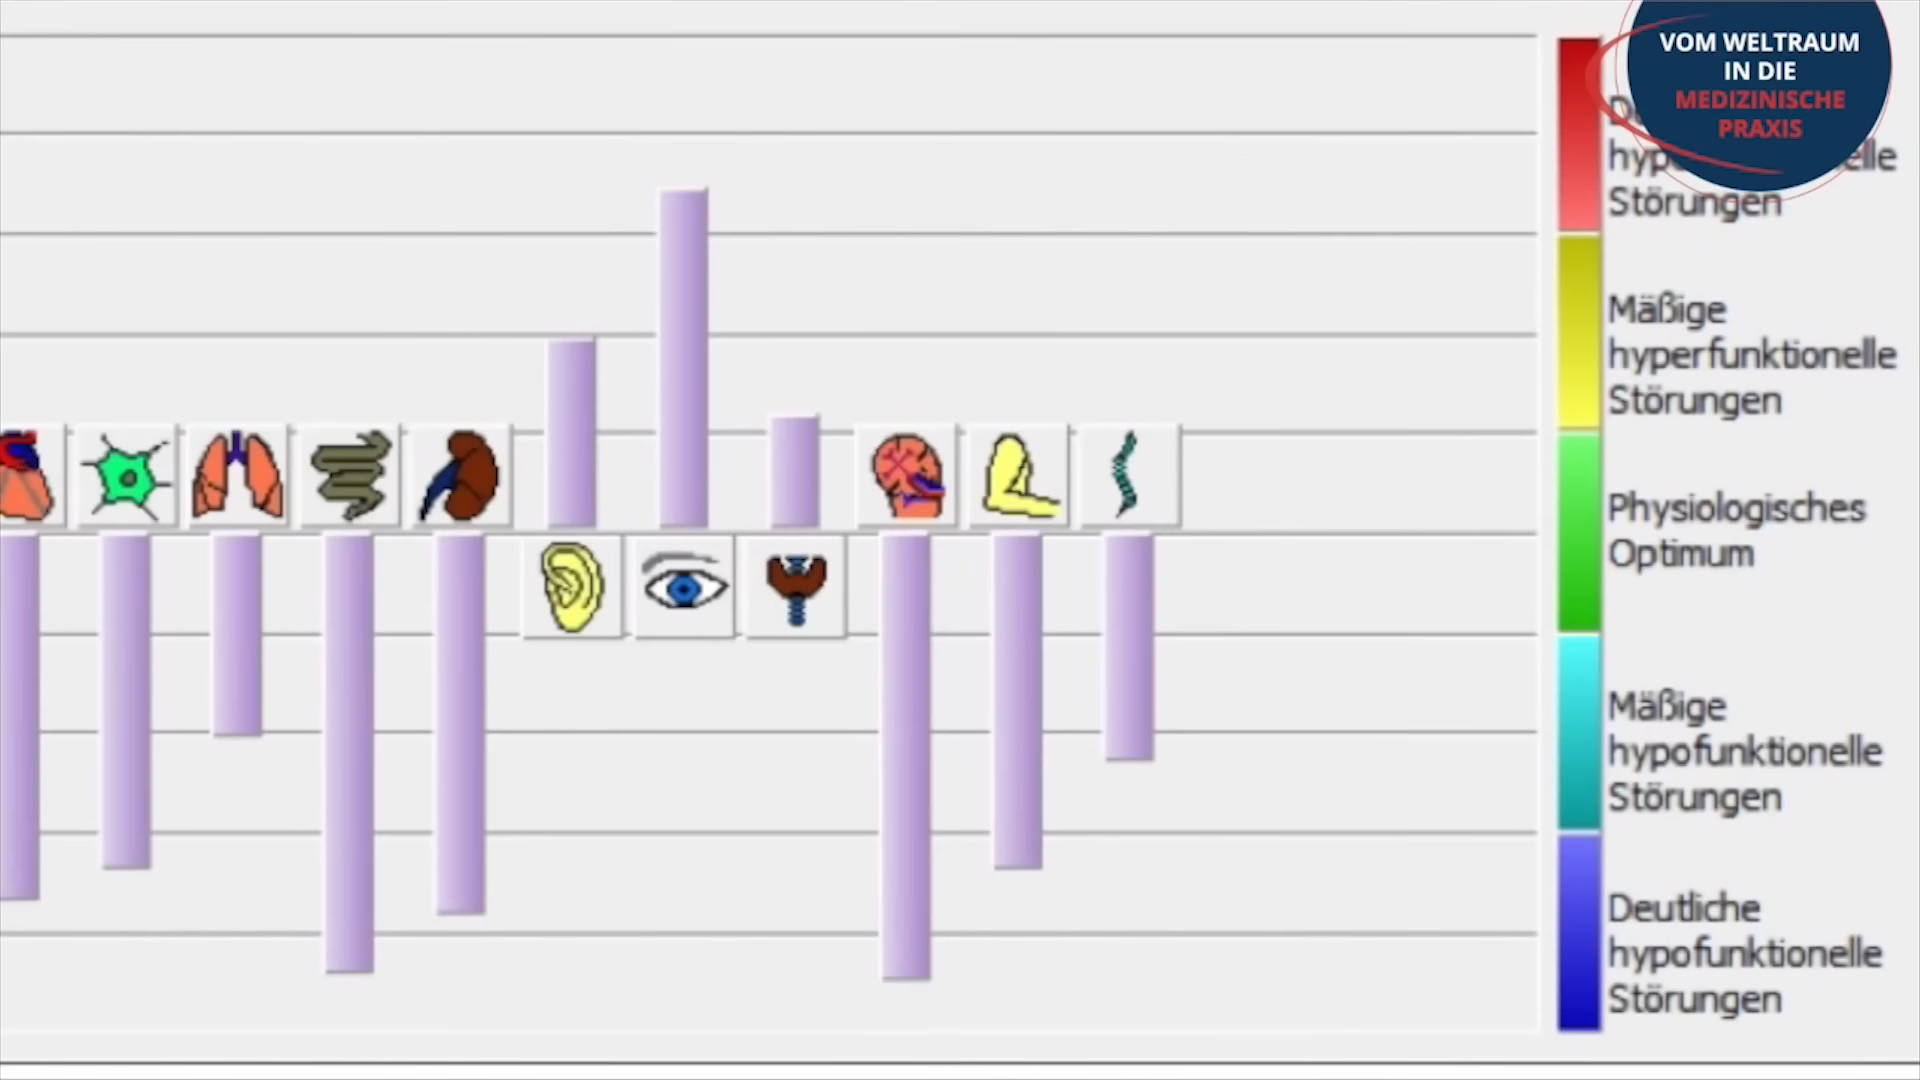 VOM WELTRAUM
IN DIE
MEDIZINISCHE
PRAXIS
Störungen
Mäßige
hyperfunktionelle
Störungen
Physiologisches
Optimum
Mäßige
hypofunktionelle
Störungen
Deutliche
hypofunktionelle
Störungen